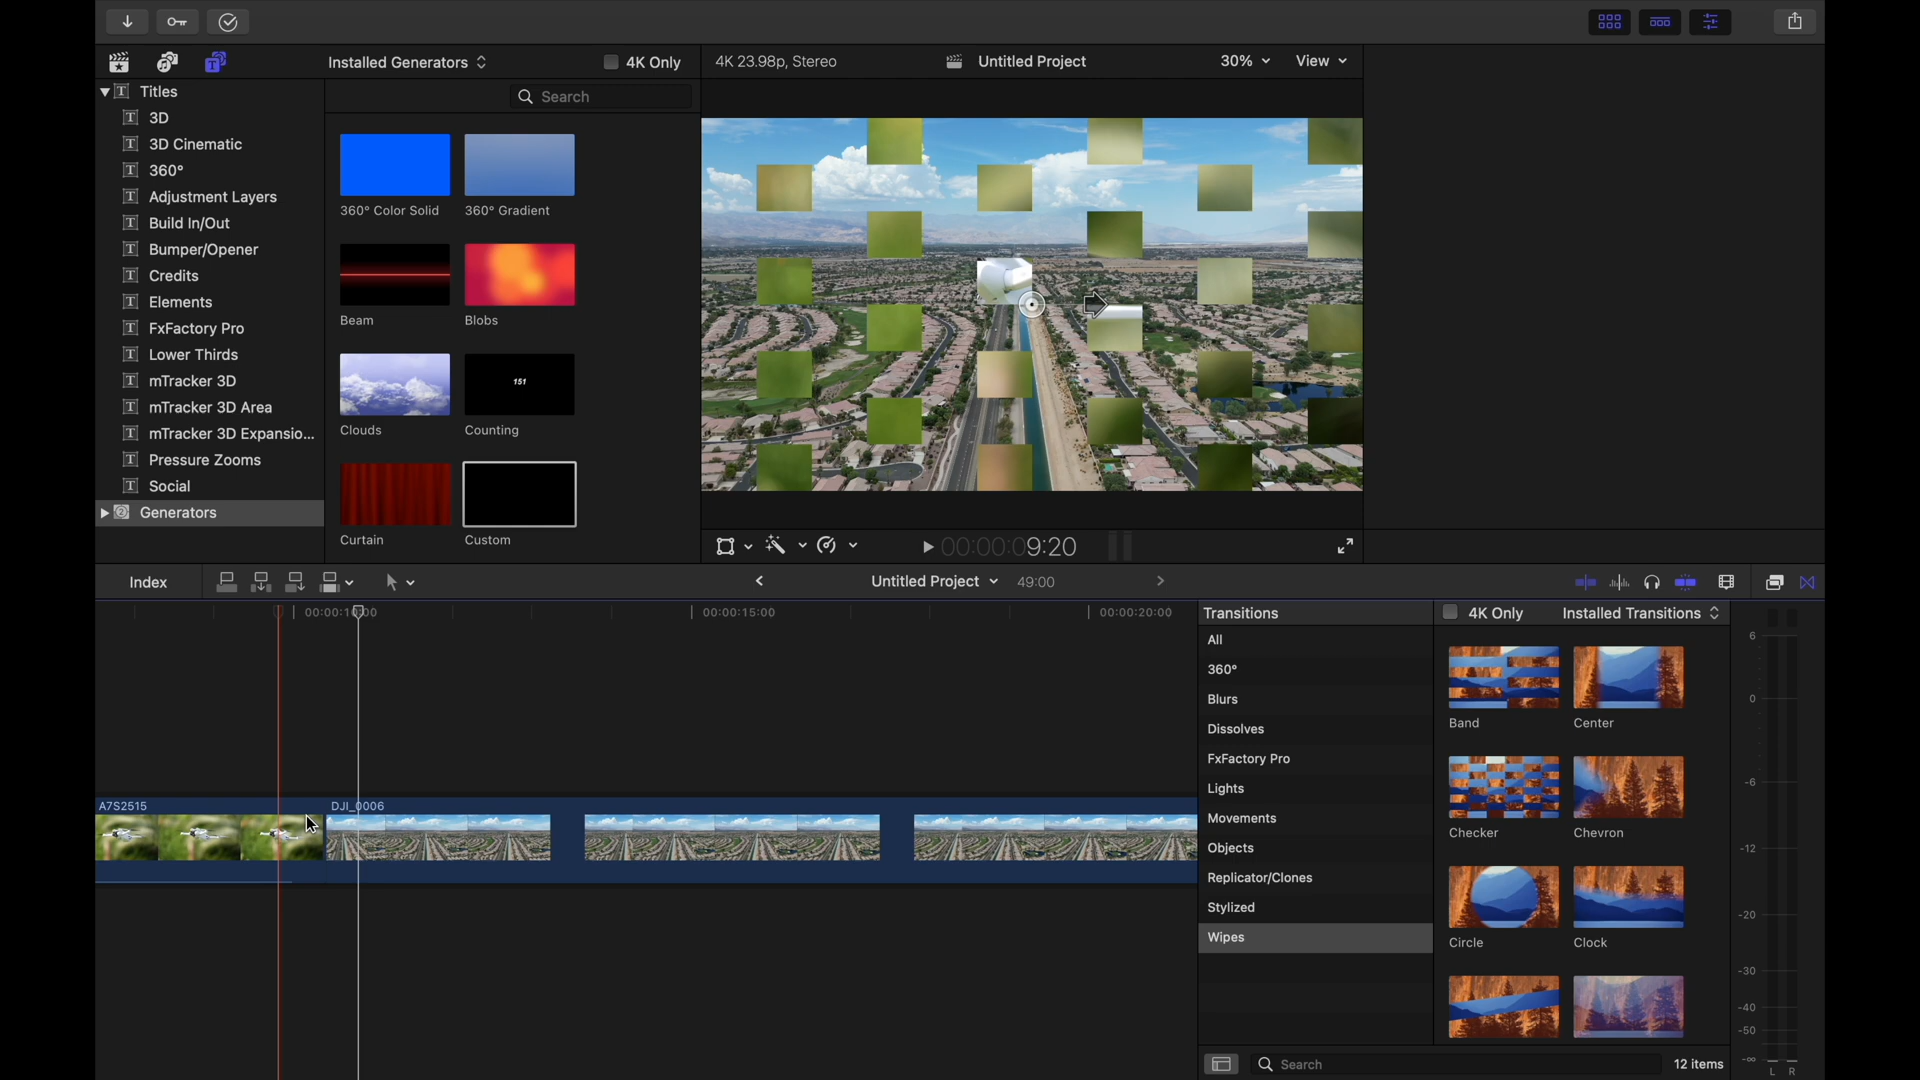 Installed Generators
4K Only
4K 23.98p, Stereo
Untitled Project
30%
View
Titles
Search
3D
3D Cinematic
360°
Adjustment Layers
Build In/Out
Bumper/Opener
Credits
Elements
FxFactory Pro
Lower Thirds
mTracker 3D
mTracker 3D Area
mTracker 3D Expansio...
Pressure Zooms
Social
Generators
360° Color Solid
360° Gradient
Beam
Blobs
151
Clouds
Counting
Curtain
Custom
00:00:09:20
Index
Untitled Project
49:00
00:00:10:00
00:00:15:00
00:00:20:00
A7S2515
DJI_0006
Transitions
All
360°
Blurs
Dissolves
FxFactory Pro
Lights
Movements
Objects
Replicator/Clones
Stylized
Wipes
4K Only
Installed Transitions
Band
Center
Checker
Chevron
Circle
Clock
Search
12 items
6
0
-6
-12
-20
-30
-40
-50
-∞
L R